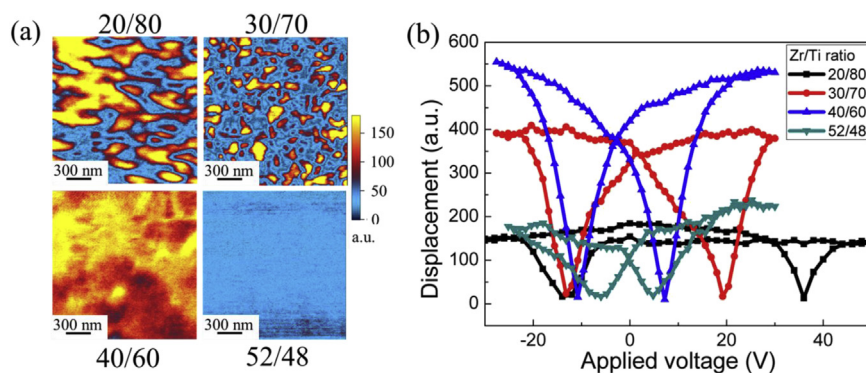 (a)
20/80 30/70
300 nm 300 nm
150
100
50
0
a.u.
300 nm 300 nm
40/60 52/48
(b)
Displacement (a.u.)
600
500
400
300
200
100
0
Zr/Ti ratio
20/80
30/70
40/60
52/48
-20 0 20 40
Applied voltage (V)